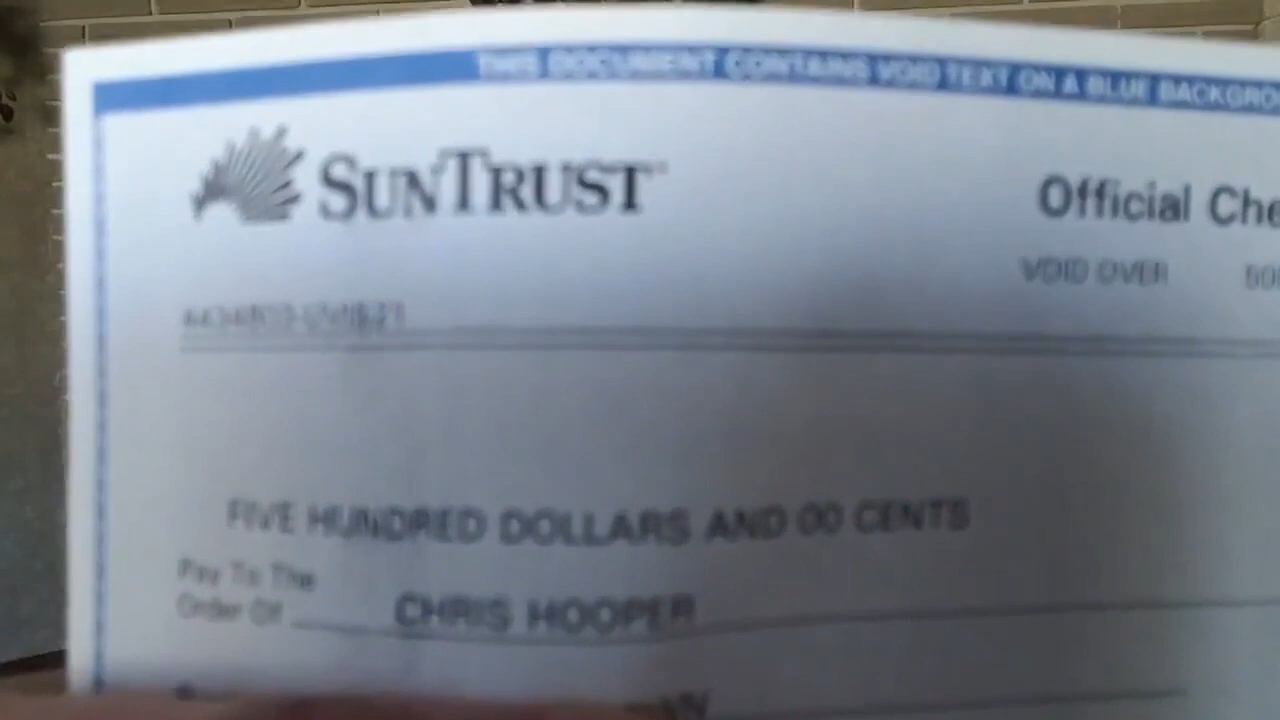 THIS DOCUMENT CONTAINS VOID TEXT ON A BLUE BACKGRO
SUNTRUST
Official Che
VOID OVER
FIVE HUNDRED DOLLARS AND 00 CENTS
Pay To The
Order Of CHRIS HOOPER